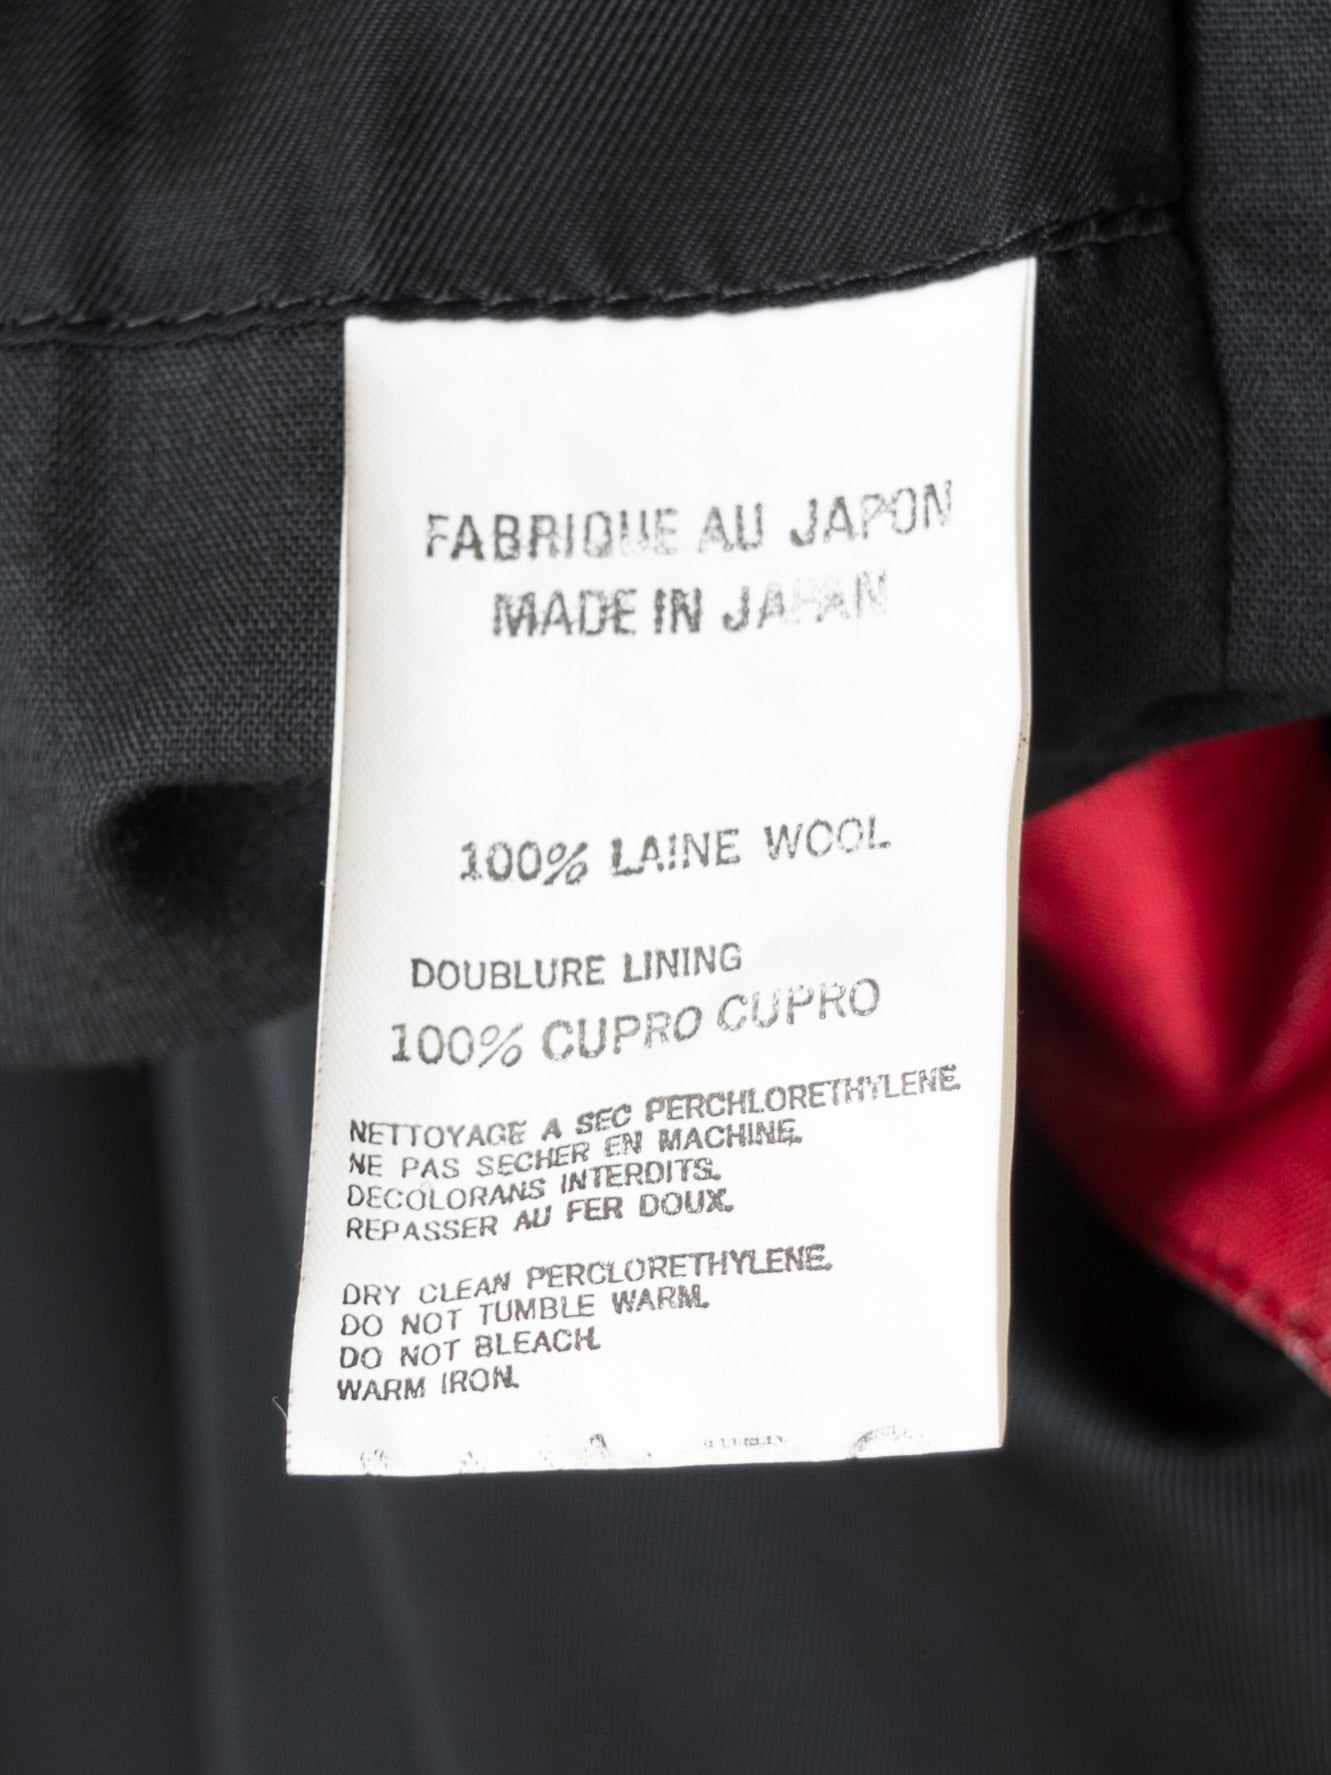 FABRIQUE AU JAPON
MADE IN JAPAN
100% LAINE WOOL
DOUBLURE LINING
100% CUPRO CUPRO
NETTOYAGE A SEC PERCHLORETHYLENE.
NE PAS SECHER EN MACHINE.
DECOLORANS INTERDITS.
REPASSER AU FER DOUX.
DRY CLEAN PERCLORETHYLENE.
DO NOT TUMBLE WARM.
DO NOT BLEACH.
WARM IRON.